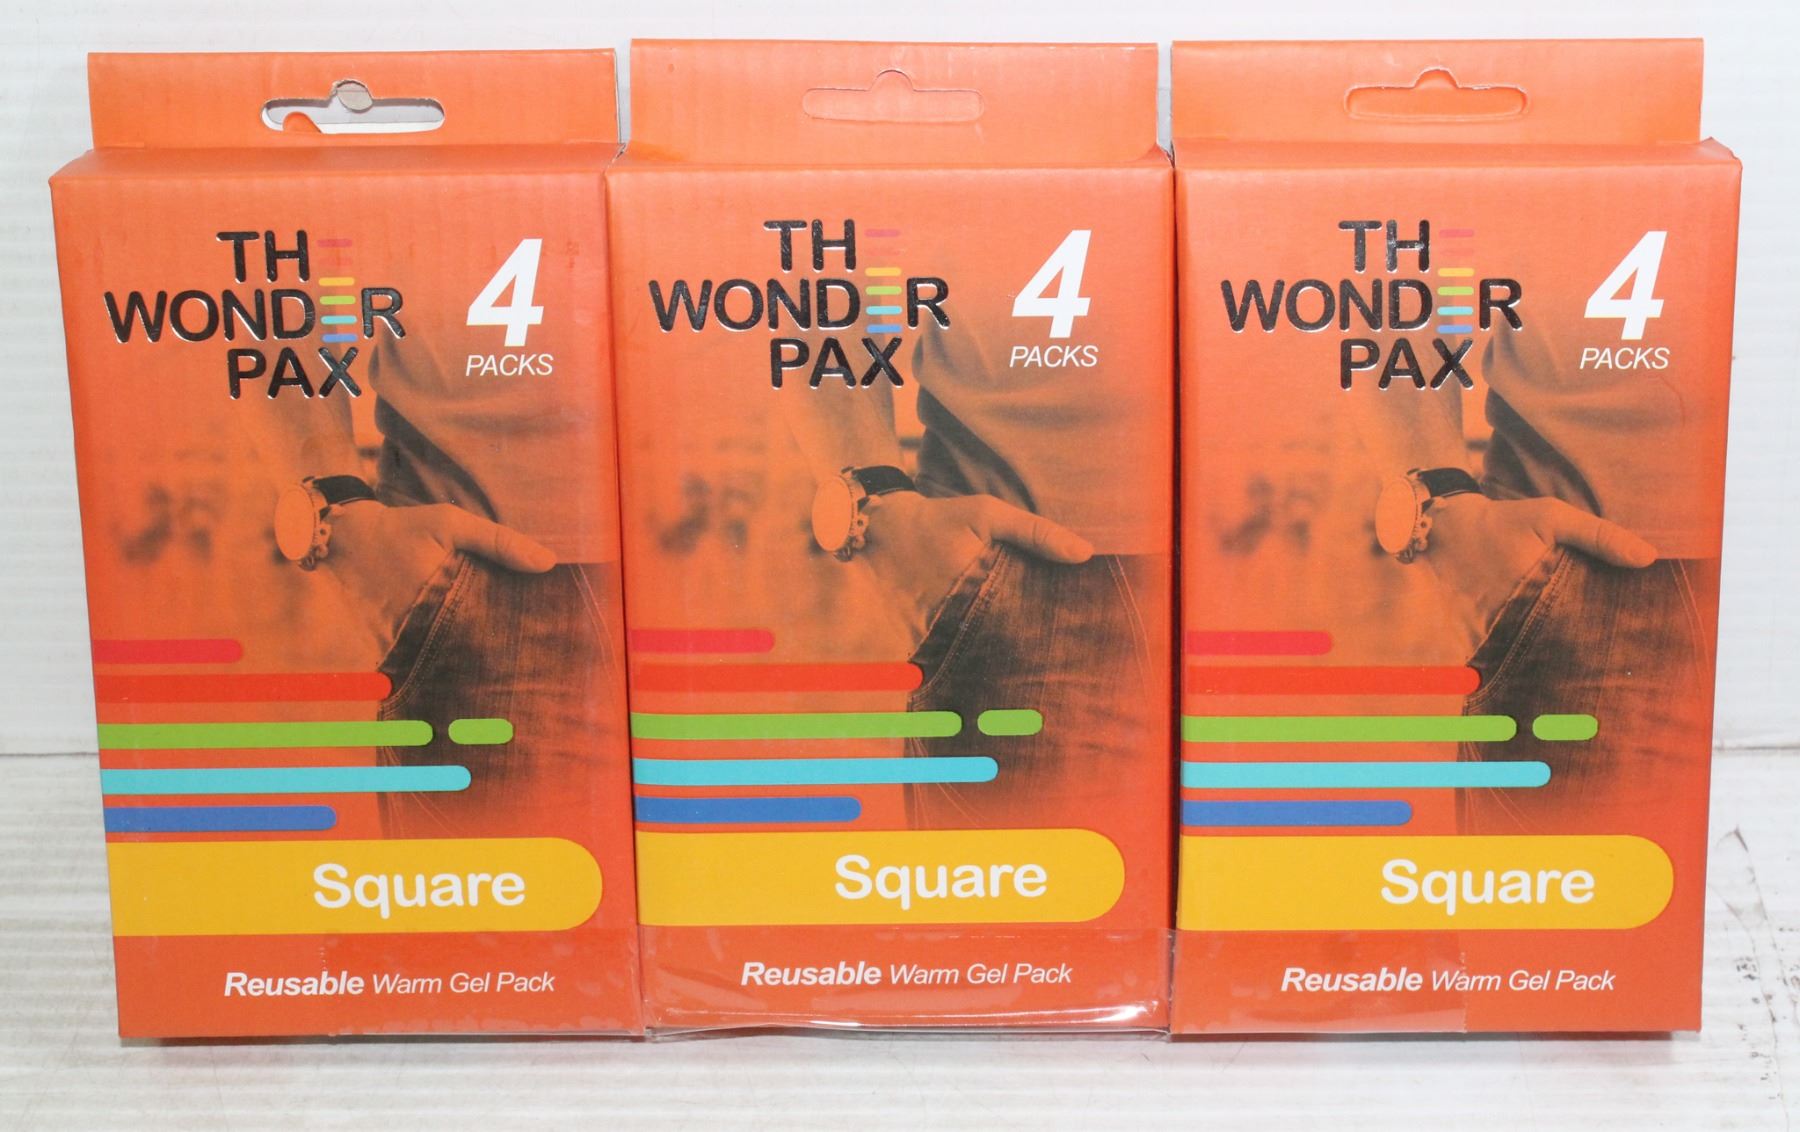 THE
WONDER
PAX
4
PACKS
Square
Reusable Warm Gel Pack
THE
WONDER
PAX
4
PACKS
Square
Reusable Warm Gel Pack
THE
WONDER
PAX
4
PACKS
Square
Reusable Warm Gel Pack